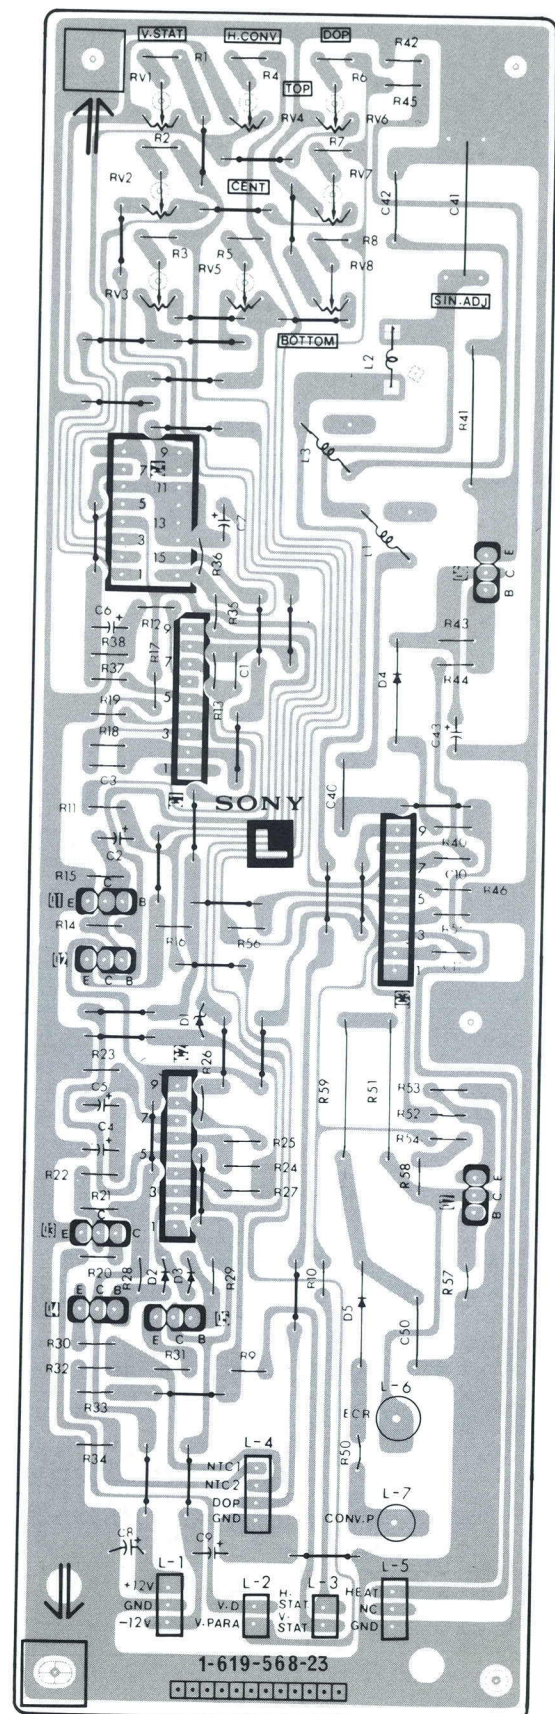 V.STAT H.CONV DOP R42
R1 R4 R6
RV1 TOP R45
R2 RV4 R7 RV6
RV2 CENT RV7 C42 C41
R3 R5 R8
RV3 RV5 RV8 SIN.ADJ
BOTTOM
L2
R41
L3
9
7
11
5
13
3
15
1
C7
R36
L1
E
C
B
C6
R38
R12
R35
R37
R17
R19
R18
R13
C1
9
7
5
3
1
C3
R11
D4
R43
R44
C43
C40
SONY
L
C2
R15
C
E B
R14
R16
R56
E C B
9
7
5
3
1
R40
C10
R46
D1
R23
R26
C5
C4
R22
R21
C
E C
R20
9
7
5
3
1
R25
R24
R27
R59
R51
R53
R52
R54
R58
E
C
B
R28
D2
D3
R29
R10
D5
C50
R57
E C B
E C B
R30
R32
R31
R9
R33
R34
L-6
ECR
R50
L-4
NTC1
NTC2
DOP
GND
L-7
CONV.P
C8
C9
L-1
+12V
GND
-12V
L-2
V.D
V.PARA
L-3
H.
STAT
V.
STAT
L-5
HEAT
NC
GND
1-619-568-23